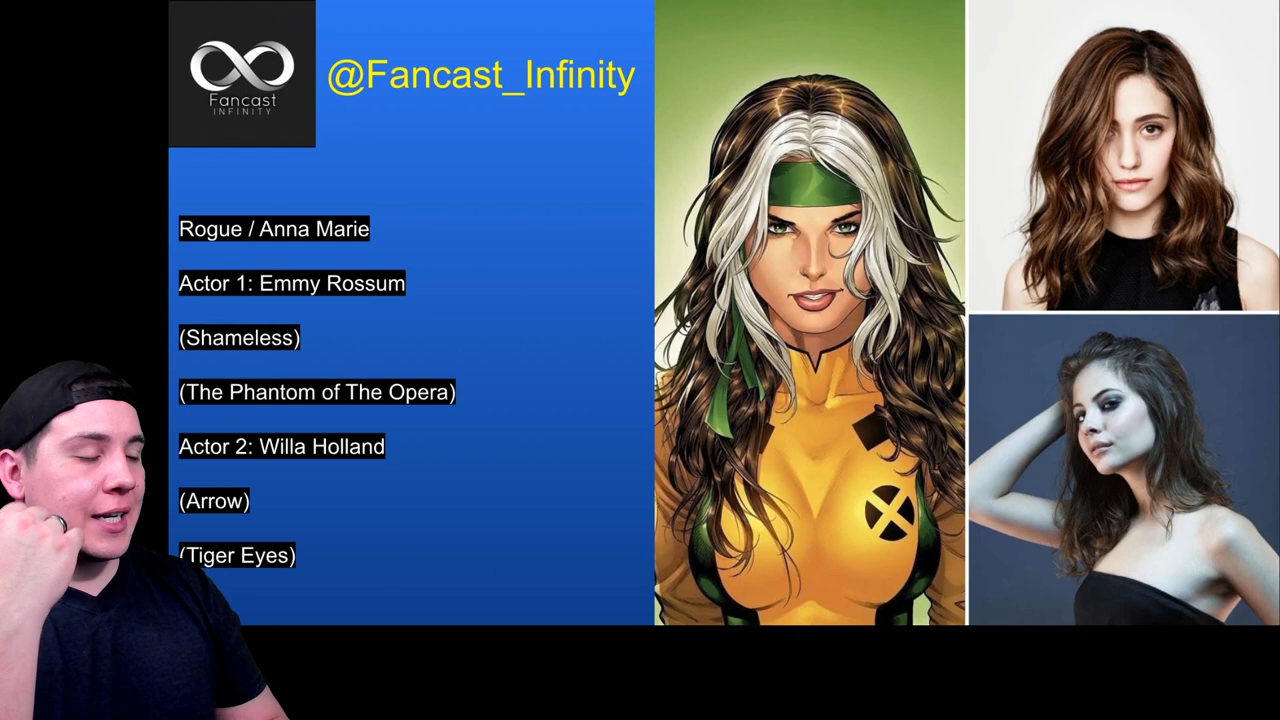 Fancast
INFINITY
@Fancast_Infinity
Rogue / Anna Marie
Actor 1: Emmy Rossum
(Shameless)
(The Phantom of The Opera)
Actor 2: Willa Holland
(Arrow)
(Tiger Eyes)